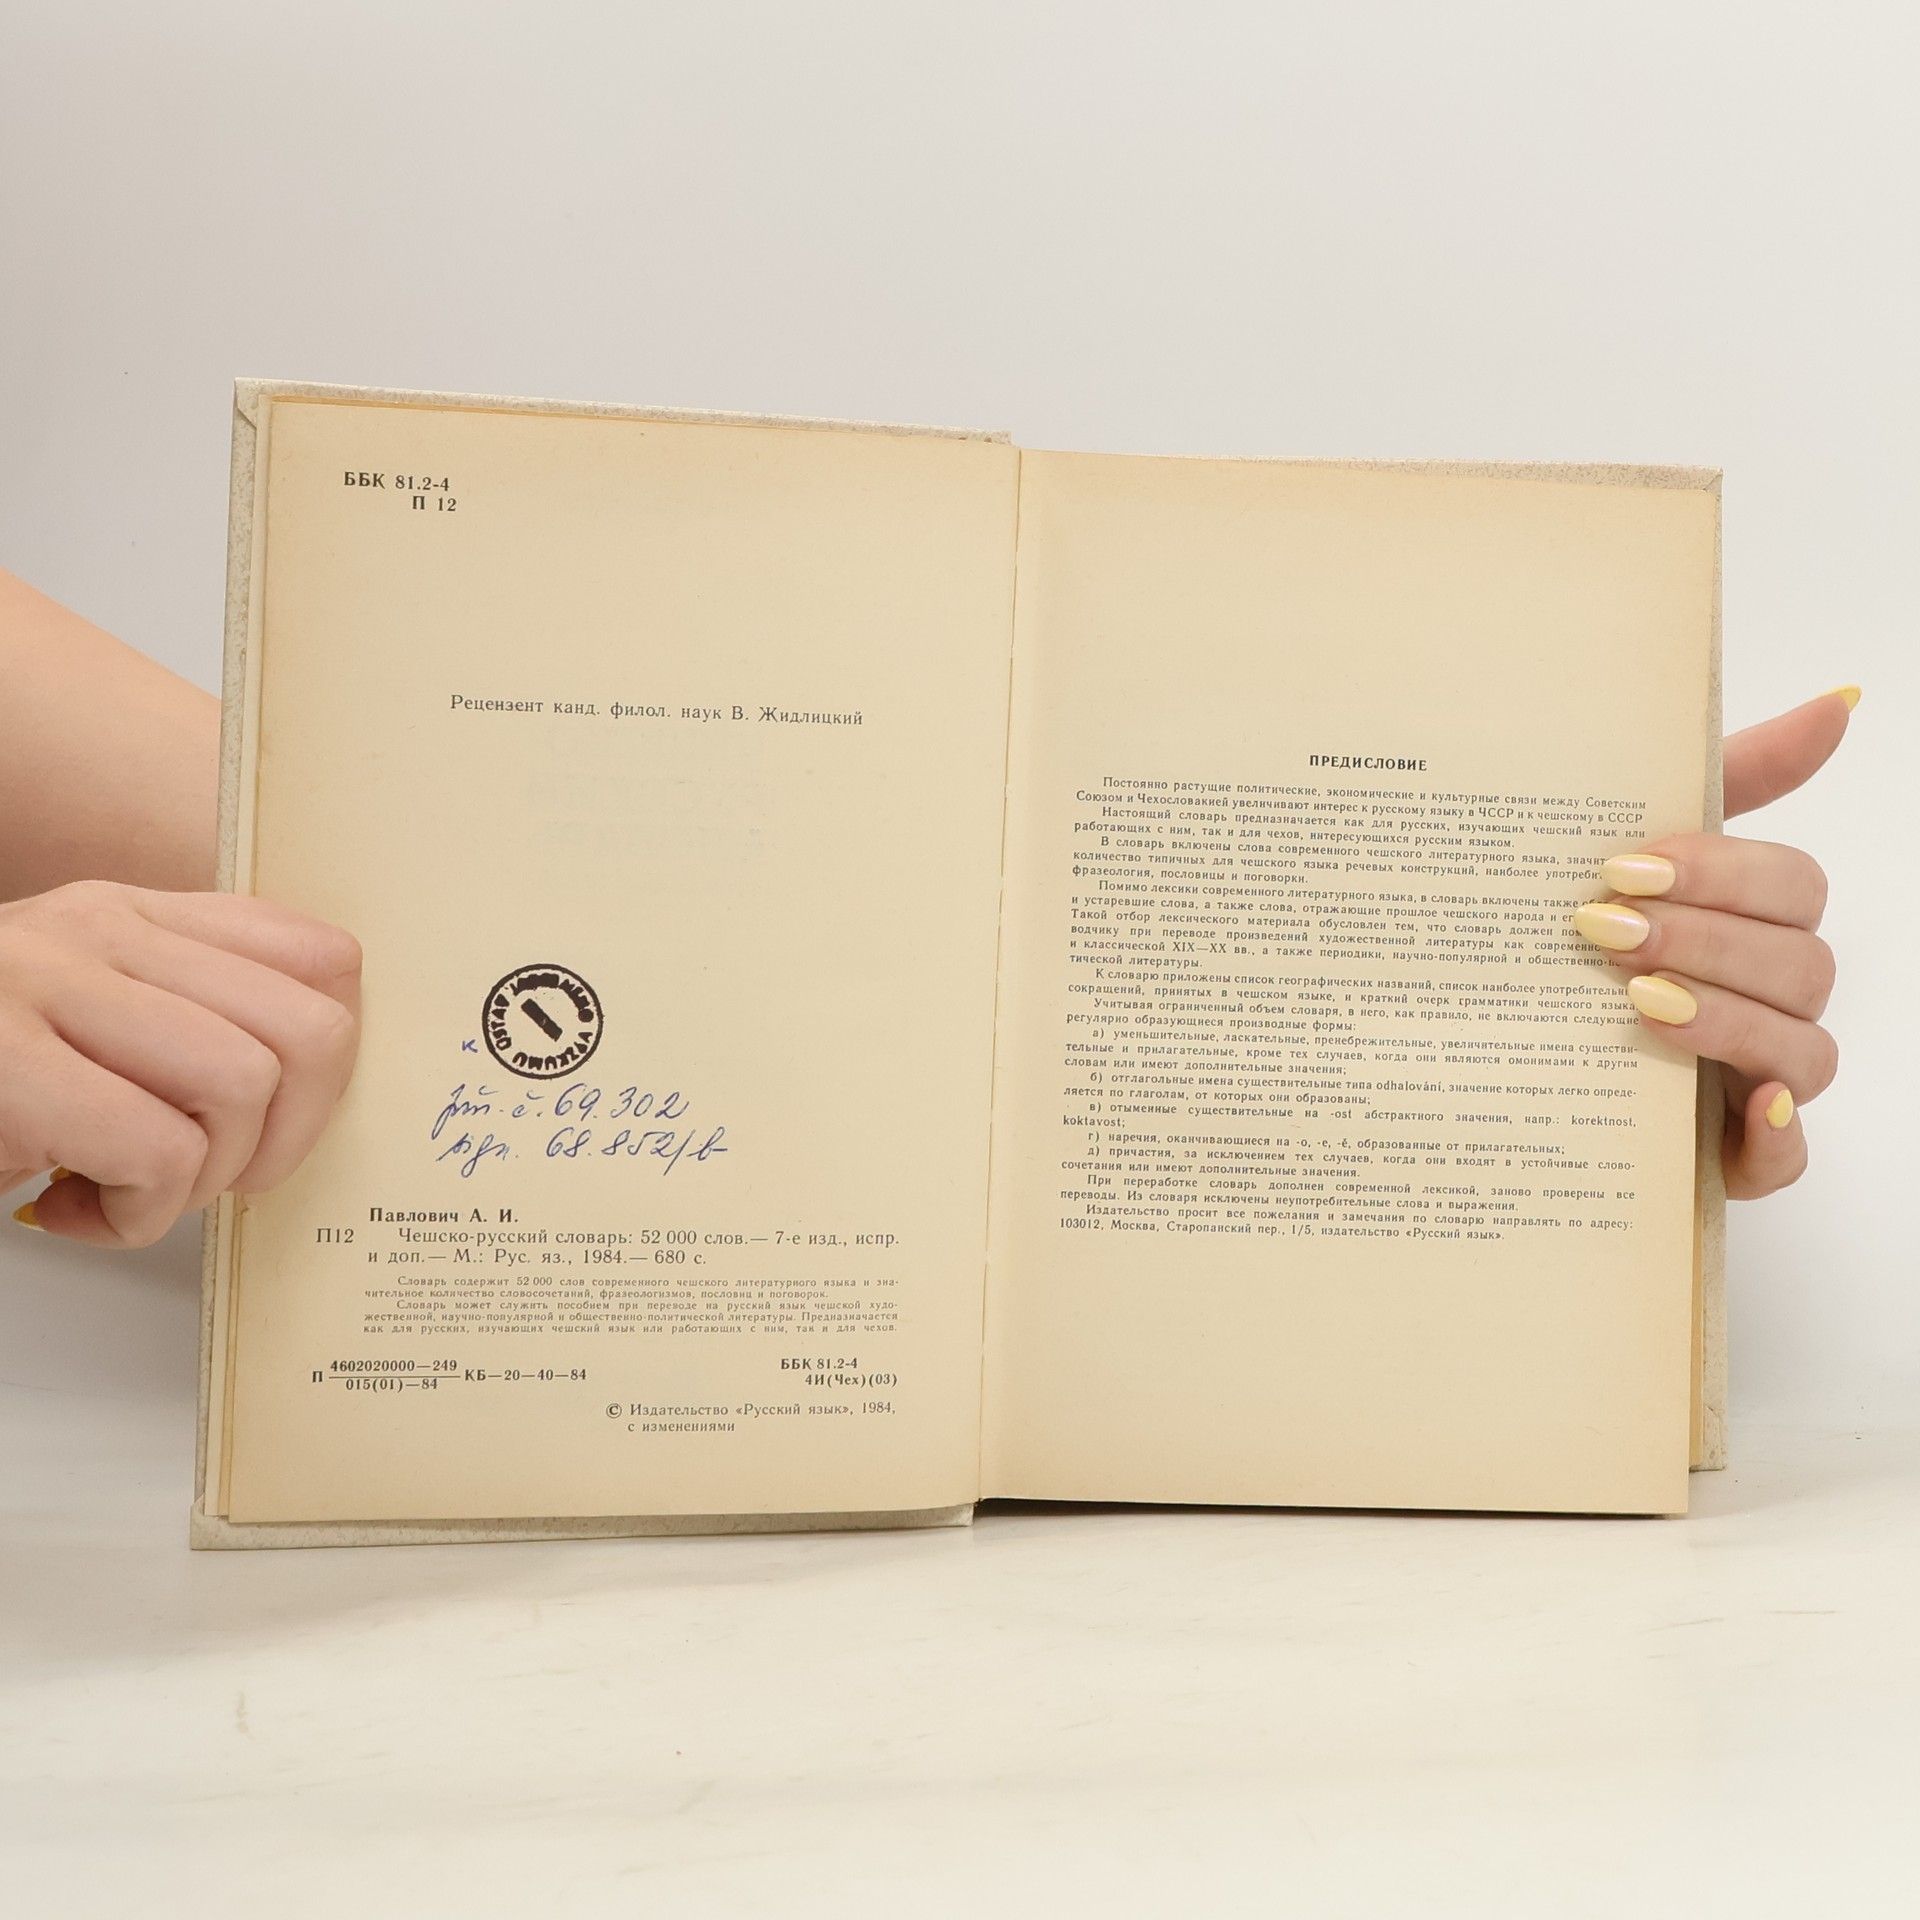 ББК 81.2-4
П 12
Рецензент канд. филол. наук В. Жидлицкий
č. 69.302
sign. 68.852/b
Павлович А. И.
П12 Чешско-русский словарь: 52 000 слов.— 7-е изд., испр.
и доп.— М.: Рус. яз., 1984.— 680 с.
Словарь содержит 52 000 слов современного чешского литературного языка и зна-
чительное количество словосочетаний, фразеологизмов, пословиц и поговорок.
Словарь может служить пособием при переводе на русский язык чешской худо-
жественной, научно-популярной и общественно-политической литературы. Предназначается
как для русских, изучающих чешский язык или работающих с ним, так и для чехов.
П 4602020000—249 КБ—20—40—84
015(01)—84
ББК 81.2-4
4И(Чех)(03)
© Издательство «Русский язык», 1984,
с изменениями
ПРЕДИСЛОВИЕ
Постоянно растущие политические, экономические и культурные связи между Советским
Союзом и Чехословакией увеличивают интерес к русскому языку в ЧССР и к чешскому в СССР
Настоящий словарь предназначается как для русских, изучающих чешский язык или
работающих с ним, так и для чехов, интересующихся русским языком.
В словарь включены слова современного чешского литературного языка,
количество типичных для чешского языка речевых конструкций, наиболее
фразеология, пословицы и поговорки.
Помимо лексики современного литературного языка, в словарь включены также
и устаревшие слова, а также слова, отражающие прошлое чешского народа и
Такой отбор лексического материала обусловлен тем, что словарь должен
водчику при переводе произведений художественной литературы как
и классической XIX—XX вв., а также периодики, научно-популярной и
тической литературы.
К словарю приложены список географических названий, список наиболее
сокращений, принятых в чешском языке, и краткий очерк грамматики чешского языка.
Учитывая ограниченный объем словаря, в него, как правило, не включаются следующие
регулярно образующиеся производные формы:
а) уменьшительные, ласкательные, пренебрежительные, увеличительные имена существи-
тельные и прилагательные, кроме тех случаев, когда они являются омонимами к другим
словам или имеют дополнительные значения;
б) отглагольные имена существительные типа odhalování, значение которых легко опреде-
ляется по глаголам, от которых они образованы;
в) отыменные существительные на -ost абстрактного значения, напр.: korektnost,
koktavost;
г) наречия, оканчивающиеся на -о, -е, -ě, образованные от прилагательных;
д) причастия, за исключением тех случаев, когда они входят в устойчивые слово-
сочетания или имеют дополнительные значения.
При переработке словарь дополнен современной лексикой, заново проверены все
переводы. Из словаря исключены неупотребительные слова и выражения.
Издательство просит все пожелания и замечания по словарю направлять по адресу:
103012, Москва, Старопанский пер., 1/5, издательство «Русский язык».